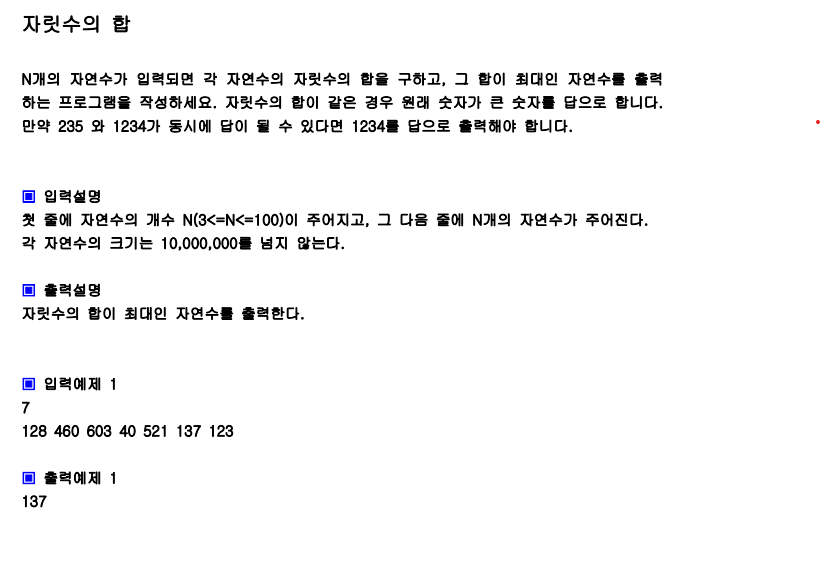 자릿수의 합
N개의 자연수가 입력되면 각 자연수의 자릿수의 합을 구하고, 그 합이 최대인 자연수를 출력
하는 프로그램을 작성하세요. 자릿수의 합이 같은 경우 원래 숫자가 큰 숫자를 답으로 합니다.
만약 235 와 1234가 동시에 답이 될 수 있다면 1234를 답으로 출력해야 합니다.
▣ 입력설명
첫 줄에 자연수의 개수 N(3<=N<=100)이 주어지고, 그 다음 줄에 N개의 자연수가 주어진다.
각 자연수의 크기는 10,000,000를 넘지 않는다.
▣ 출력설명
자릿수의 합이 최대인 자연수를 출력한다.
▣ 입력예제 1
7
128 460 603 40 521 137 123
▣ 출력예제 1
137